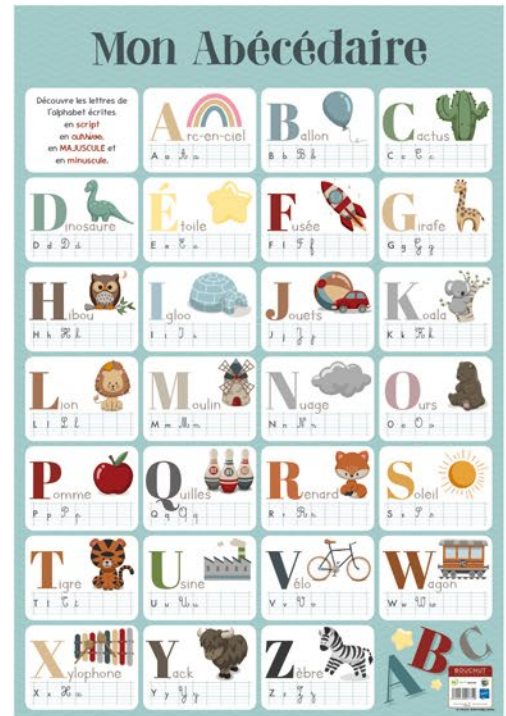 Mon Abécédaire
Découvre les lettres de
l'alphabet écrites
en script
en cursive,
en MAJUSCULE et
en minuscule.
Arc-en-ciel
A a A a
Ballon
B b B b
Cactus
C c C c
Dinosaure
D d D d
Étoile
E e E e
Fusée
F f F f
Girafe
G g G g
Hibou
H h H h
Igloo
I i I i
Jouets
J j J j
Koala
K k K k
Lion
L l L l
Moulin
M m M m
Nuage
N n N n
Ours
O o O o
Pomme
P p P p
Quilles
Q q Q q
Renard
R r R r
Soleil
S s S s
Tigre
T t T t
Usine
U u U u
Vélo
V v V v
Wagon
W w W w
Xylophone
X x X x
Yack
Y y Y y
Zèbre
Z z Z z
A B C
BOUCHUT